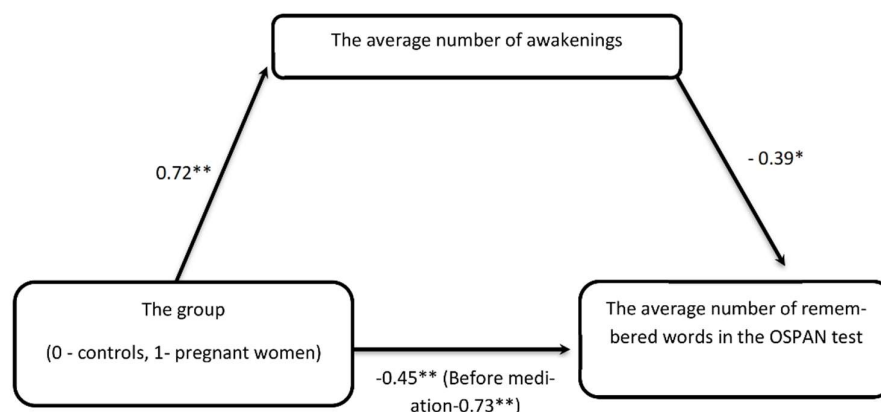 The average number of awakenings
0.72**
- 0.39*
The group
(0 - controls, 1- pregnant women)
The average number of remem-
bered words in the OSPAN test
-0.45** (Before medi-
ation-0.73**)